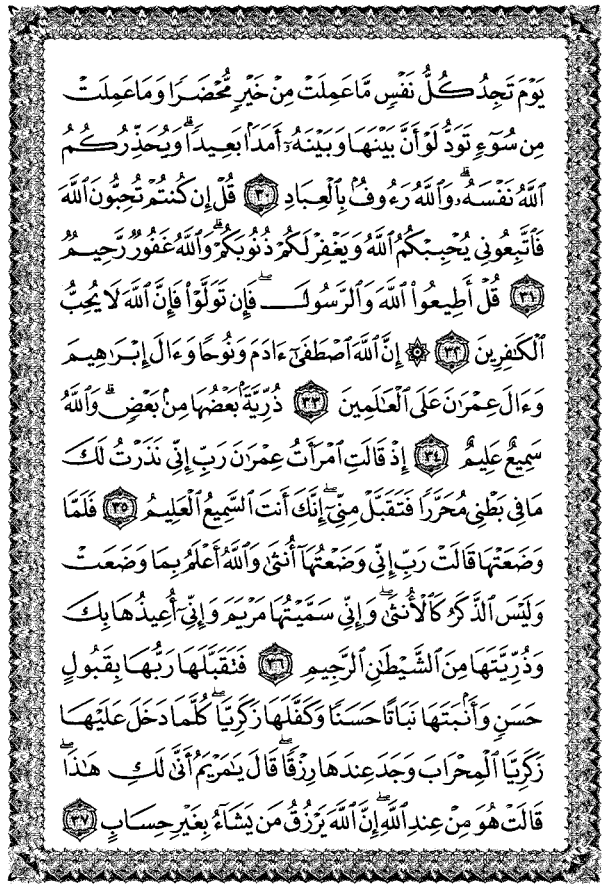 يَوْمَ تَجِدُ كُلُّ نَفْسٍ مَّا عَمِلَتْ مِنْ خَيْرٍ مُّحْضَرًا وَمَا عَمِلَتْ
مِن سُوٓءٍ تَوَدُّ لَوْ أَنَّ بَيْنَهَا وَبَيْنَهُۥٓ أَمَدًۢا بَعِيدًاۗ وَيُحَذِّرُكُمُ
ٱللَّهُ نَفْسَهُۥۗ وَٱللَّهُ رَءُوفٌۢ بِٱلْعِبَادِ ٣٠ قُلْ إِن كُنتُمْ تُحِبُّونَ ٱللَّهَ
فَٱتَّبِعُونِى يُحْبِبْكُمُ ٱللَّهُ وَيَغْفِرْ لَكُمْ ذُنُوبَكُمْۗ وَٱللَّهُ غَفُورٌ رَّحِيمٌ
٣١ قُلْ أَطِيعُوا۟ ٱللَّهَ وَٱلرَّسُولَۖ فَإِن تَوَلَّوْا۟ فَإِنَّ ٱللَّهَ لَا يُحِبُّ
ٱلْكَٰفِرِينَ ٣٢ ۞ إِنَّ ٱللَّهَ ٱصْطَفَىٰٓ ءَادَمَ وَنُوحًا وَءَالَ إِبْرَٰهِيمَ
وَءَالَ عِمْرَٰنَ عَلَى ٱلْعَٰلَمِينَ ٣٣ ذُرِّيَّةًۢ بَعْضُهَا مِنۢ بَعْضٍۗ وَٱللَّهُ
سَمِيعٌ عَلِيمٌ ٣٤ إِذْ قَالَتِ ٱمْرَأَتُ عِمْرَٰنَ رَبِّ إِنِّى نَذَرْتُ لَكَ
مَا فِى بَطْنِى مُحَرَّرًا فَتَقَبَّلْ مِنِّىٓۖ إِنَّكَ أَنتَ ٱلسَّمِيعُ ٱلْعَلِيمُ ٣٥ فَلَمَّا
وَضَعَتْهَا قَالَتْ رَبِّ إِنِّى وَضَعْتُهَآ أُنثَىٰ وَٱللَّهُ أَعْلَمُ بِمَا وَضَعَتْ
وَلَيْسَ ٱلذَّكَرُ كَٱلْأُنثَىٰۖ وَإِنِّى سَمَّيْتُهَا مَرْيَمَ وَإِنِّىٓ أُعِيذُهَا بِكَ
وَذُرِّيَّتَهَا مِنَ ٱلشَّيْطَٰنِ ٱلرَّجِيمِ ٣٦ فَتَقَبَّلَهَا رَبُّهَا بِقَبُولٍ
حَسَنٍ وَأَنۢبَتَهَا نَبَاتًا حَسَنًا وَكَفَّلَهَا زَكَرِيَّاۖ كُلَّمَا دَخَلَ عَلَيْهَا
زَكَرِيَّا ٱلْمِحْرَابَ وَجَدَ عِندَهَا رِزْقًاۖ قَالَ يَٰمَرْيَمُ أَنَّىٰ لَكِ هَٰذَاۖ
قَالَتْ هُوَ مِنْ عِندِ ٱللَّهِۖ إِنَّ ٱللَّهَ يَرْزُقُ مَن يَشَآءُ بِغَيْرِ حِسَابٍ ٣٧